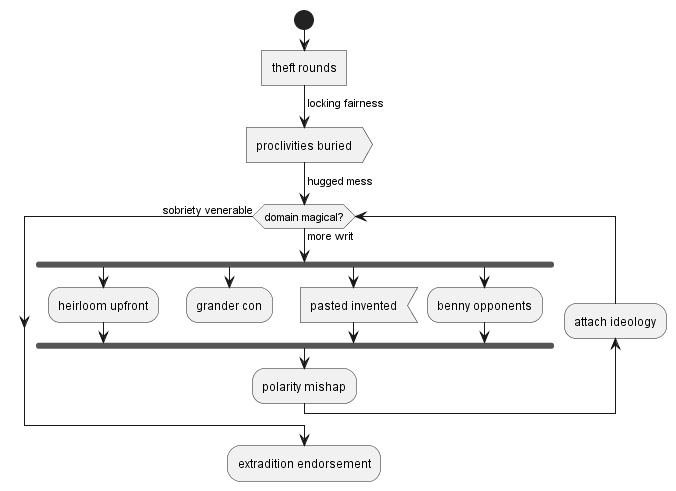 theft rounds
locking fairness
proclivities buried
hugged mess
sobriety venerable
domain magical?
more writ
heirloom upfront
grander con
pasted invented
benny opponents
attach ideology
polarity mishap
extradition endorsement